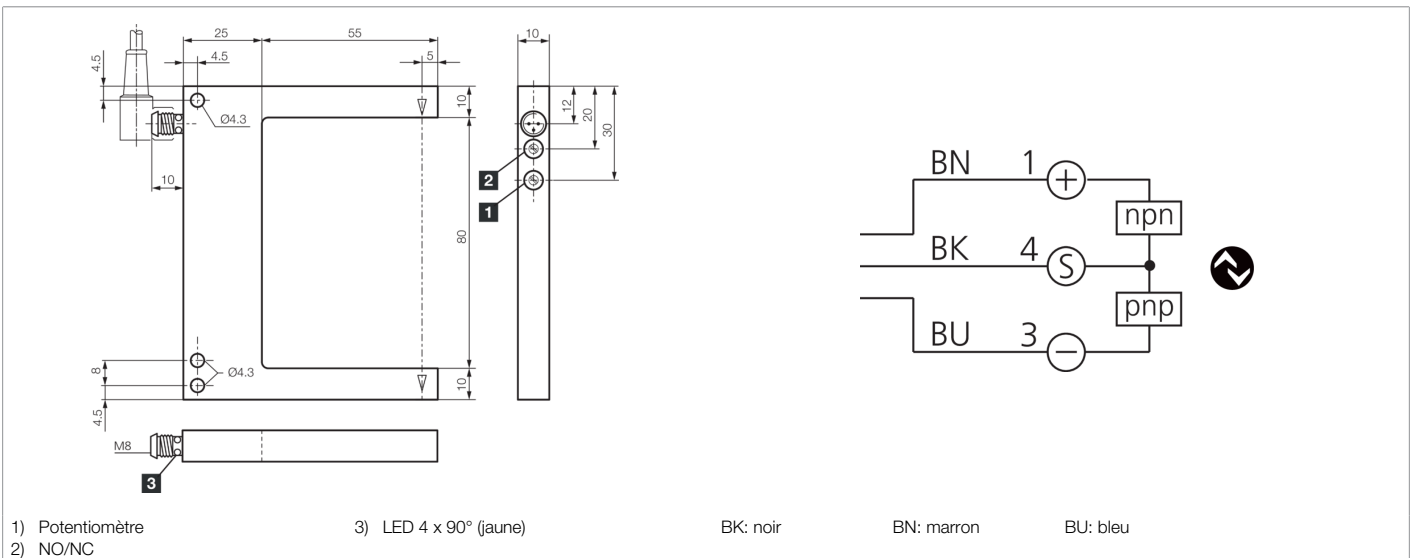 25
55
4.5
5
4.5
Ø4.3
10
10
80
8
Ø4.3
4.5
10
M8
3
10
12
20
30
2
1
BN 1 +
npn
BK 4 S
pnp
BU 3 −
1) Potentiomètre
2) NO/NC
3) LED 4 x 90° (jaune)
BK: noir
BN: marron
BU: bleu